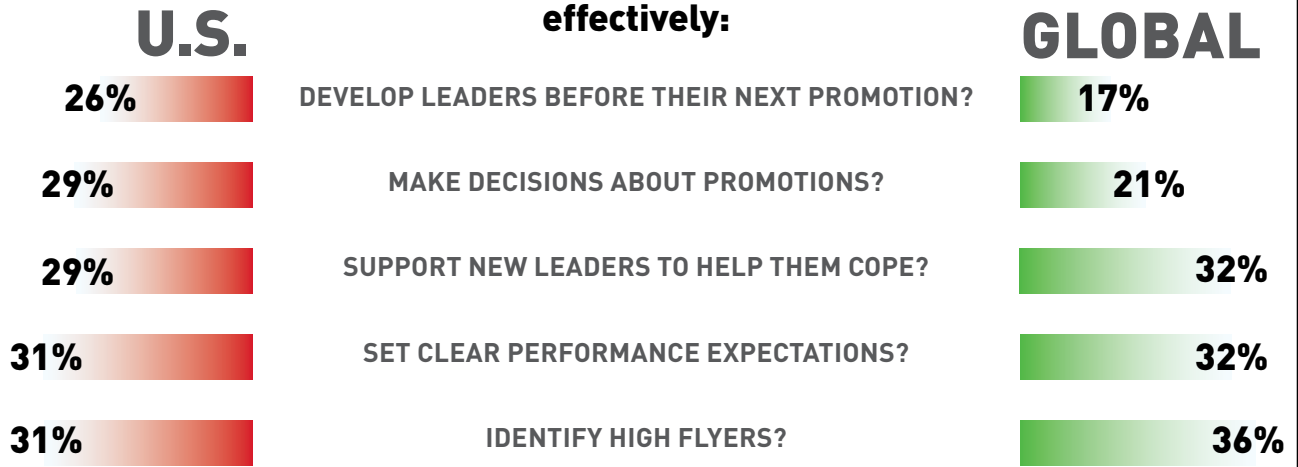 effectively:
U.S.
GLOBAL
26% DEVELOP LEADERS BEFORE THEIR NEXT PROMOTION? 17%
29% MAKE DECISIONS ABOUT PROMOTIONS? 21%
29% SUPPORT NEW LEADERS TO HELP THEM COPE? 32%
31% SET CLEAR PERFORMANCE EXPECTATIONS? 32%
31% IDENTIFY HIGH FLYERS? 36%